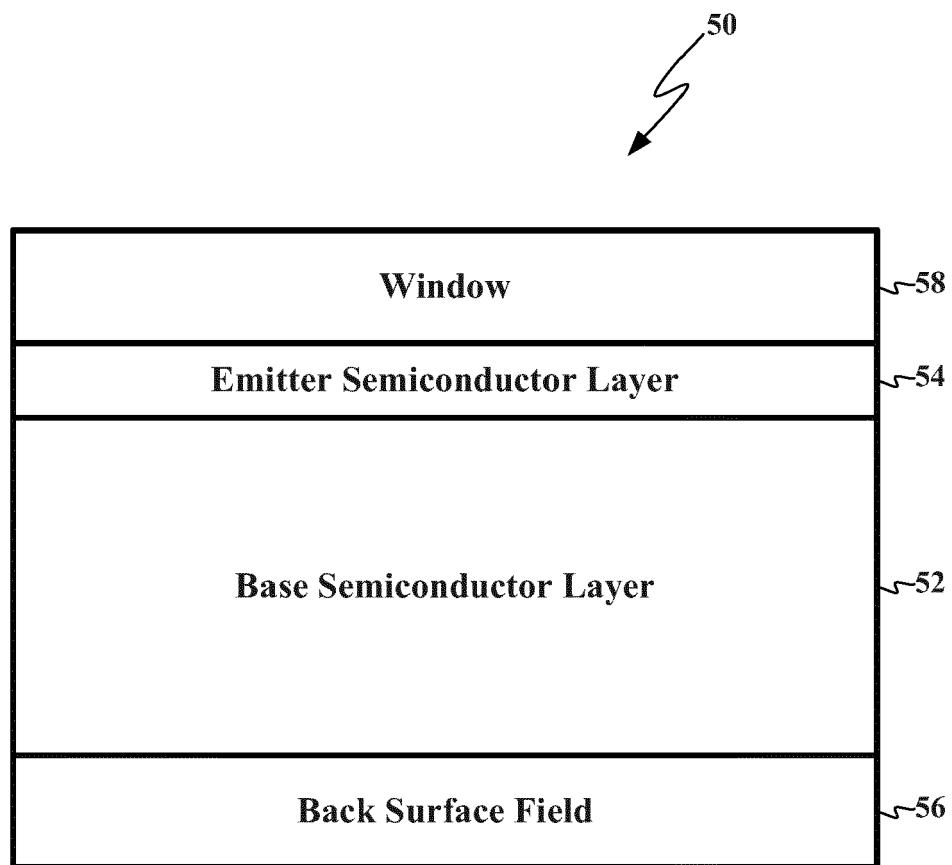 50
Window
58
Emitter Semiconductor Layer
54
Base Semiconductor Layer
52
Back Surface Field
56